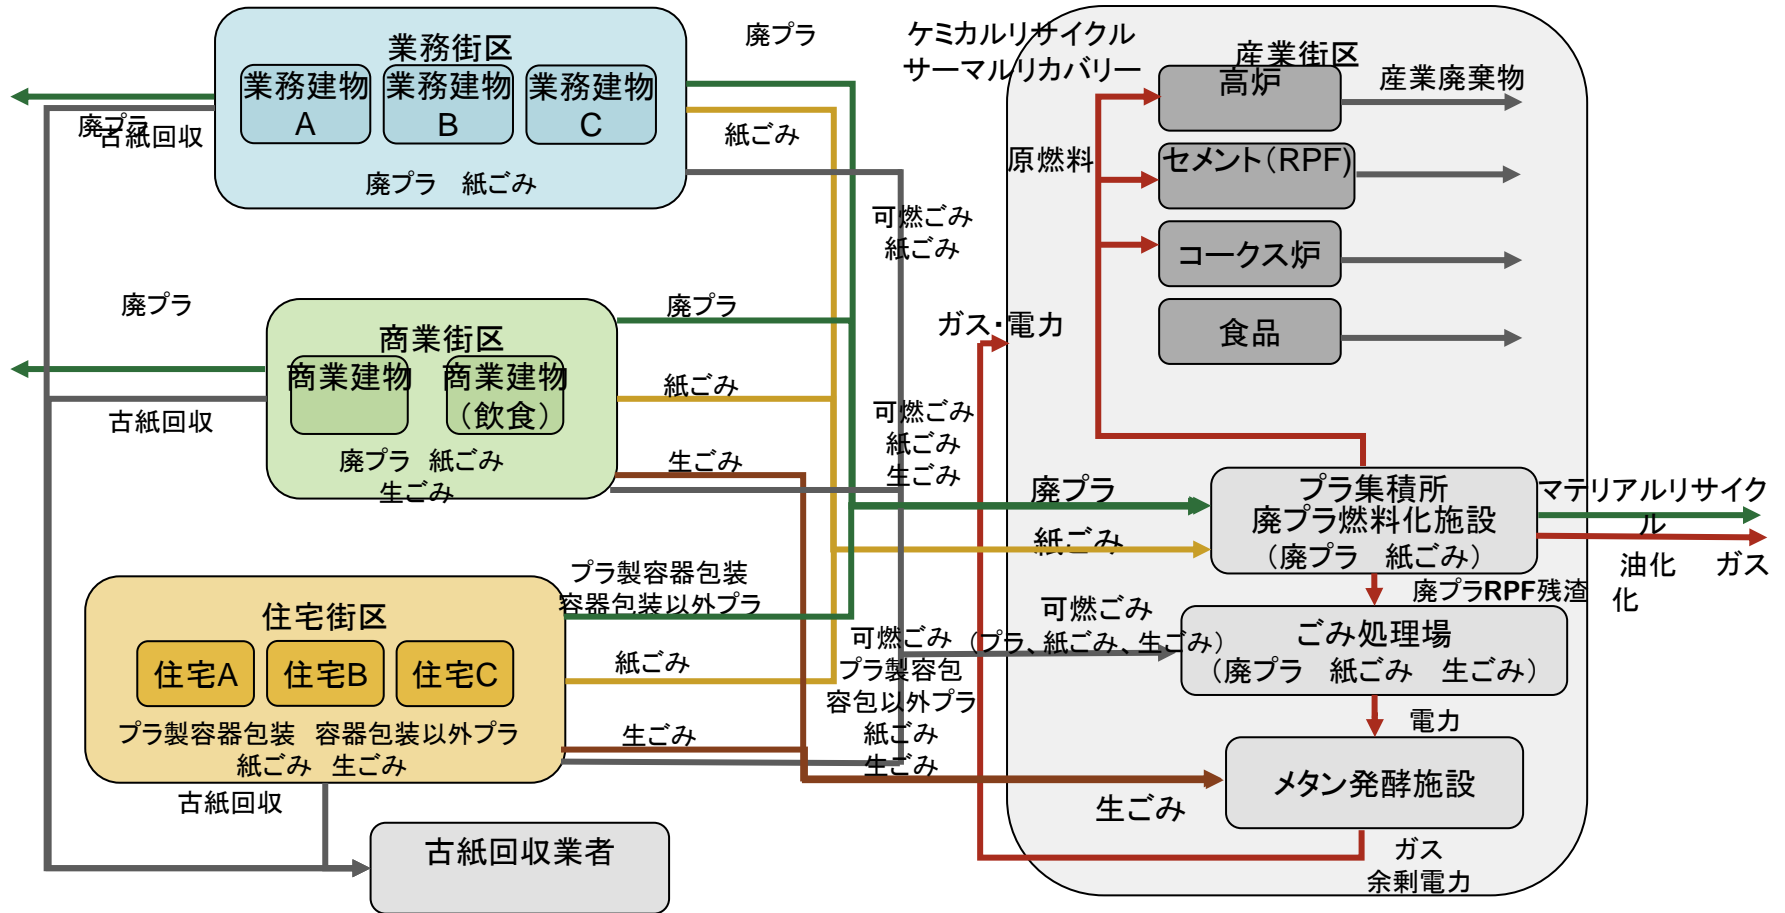 業務街区
業務建物
A
業務建物
B
業務建物
C
廃プラ　紙ごみ
廃プラ
古紙回収
廃プラ
紙ごみ
可燃ごみ
紙ごみ
商業街区
商業建物
商業建物
（飲食）
廃プラ　紙ごみ
生ごみ
廃プラ
古紙回収
廃プラ
紙ごみ
生ごみ
可燃ごみ
紙ごみ
生ごみ
住宅街区
住宅A
住宅B
住宅C
プラ製容器包装　容器包装以外プラ
紙ごみ　生ごみ
プラ製容器包装
容器包装以外プラ
紙ごみ
生ごみ
可燃ごみ
プラ製容包
容包以外プラ
紙ごみ
生ごみ
古紙回収
古紙回収業者
ケミカルリサイクル
サーマルリカバリー
産業街区
高炉
セメント（RPF)
コークス炉
食品
産業廃棄物
原燃料
ガス・電力
廃プラ
紙ごみ
プラ集積所
廃プラ燃料化施設
（廃プラ　紙ごみ）
マテリアルリサイク
ル
油化　ガス
化
廃プラRPF残渣
可燃ごみ
（プラ、紙ごみ、生ごみ）
ごみ処理場
（廃プラ　紙ごみ　生ごみ）
電力
メタン発酵施設
生ごみ
ガス
余剰電力